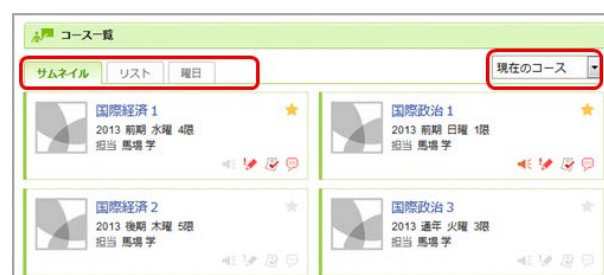 コース一覧
サムネイル リスト 曜日 現在のコース
国際経済 1
2013 前期 水曜 4限
担当 馬場 学
国際政治 1
2013 前期 日曜 1限
担当 馬場 学
国際経済 2
2013 後期 木曜 5限
担当 馬場 学
国際政治 3
2013 通年 火曜 3限
担当 馬場 学